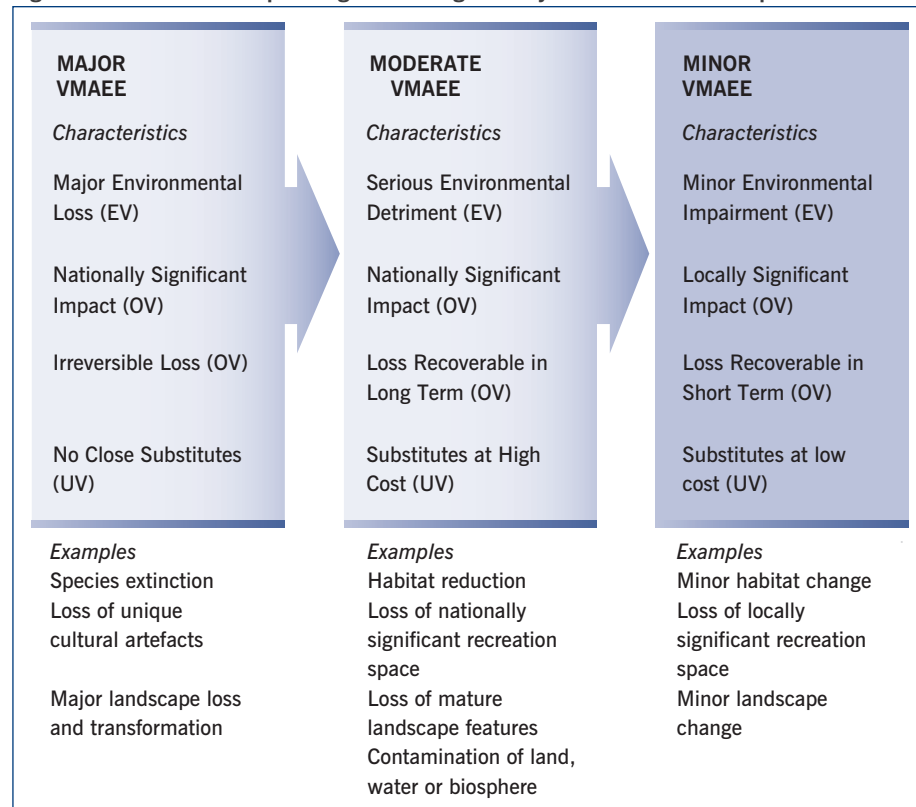 MAJOR
VMAEE
Characteristics
Major Environmental
Loss (EV)
Nationally Significant
Impact (OV)
Irreversible Loss (OV)
No Close Substitutes
(UV)
Examples
Species extinction
Loss of unique
cultural artefacts
Major landscape loss
and transformation
MODERATE
VMAEE
Characteristics
Serious Environmental
Detriment (EV)
Nationally Significant
Impact (OV)
Loss Recoverable in
Long Term (OV)
Substitutes at High
Cost (UV)
Examples
Habitat reduction
Loss of nationally
significant recreation
space
Loss of mature
landscape features
Contamination of land,
water or biosphere
MINOR
VMAEE
Characteristics
Minor Environmental
Impairment (EV)
Locally Significant
Impact (OV)
Loss Recoverable in
Short Term (OV)
Substitutes at low
cost (UV)
Examples
Minor habitat change
Loss of locally
significant recreation
space
Minor landscape
change